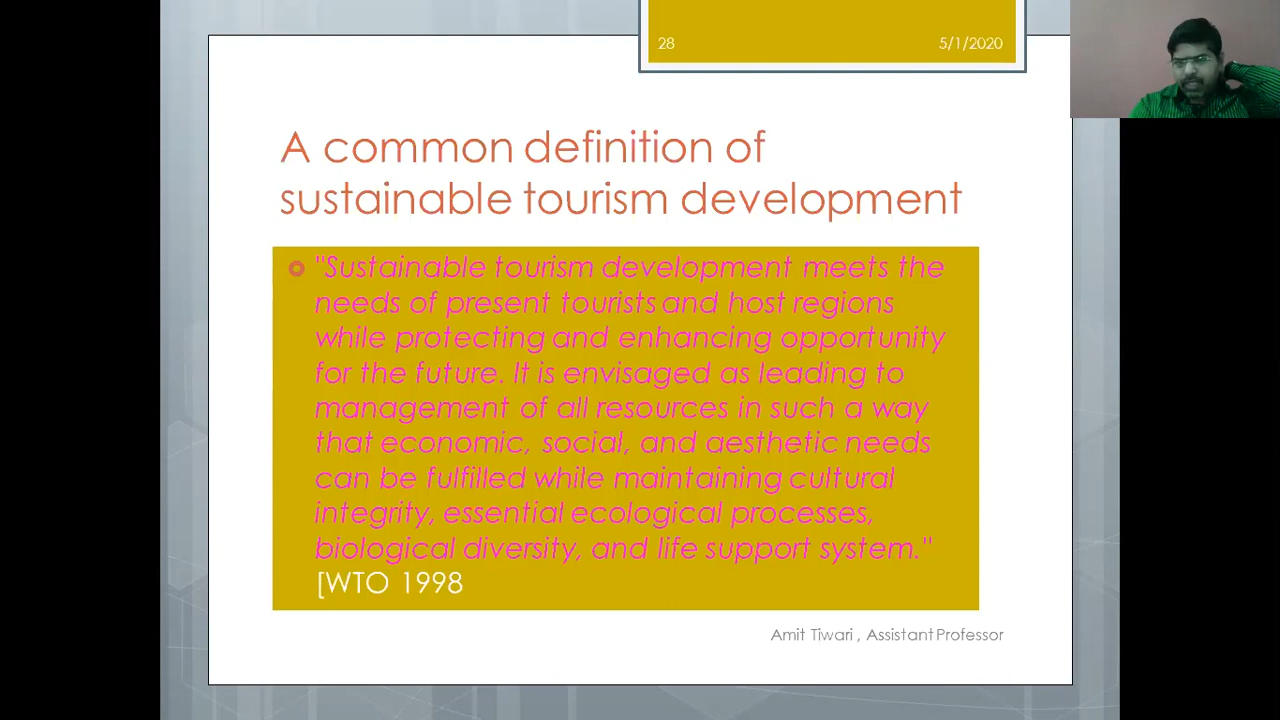 28
5/1/2020
A common definition of
sustainable tourism development
"Sustainable tourism development meets the
needs of present tourists and host regions
while protecting and enhancing opportunity
for the future. It is envisaged as leading to
management of all resources in such a way
that economic, social, and aesthetic needs
can be fulfilled while maintaining cultural
integrity, essential ecological processes,
biological diversity, and life support system."
[WTO 1998
Amit Tiwari , Assistant Professor